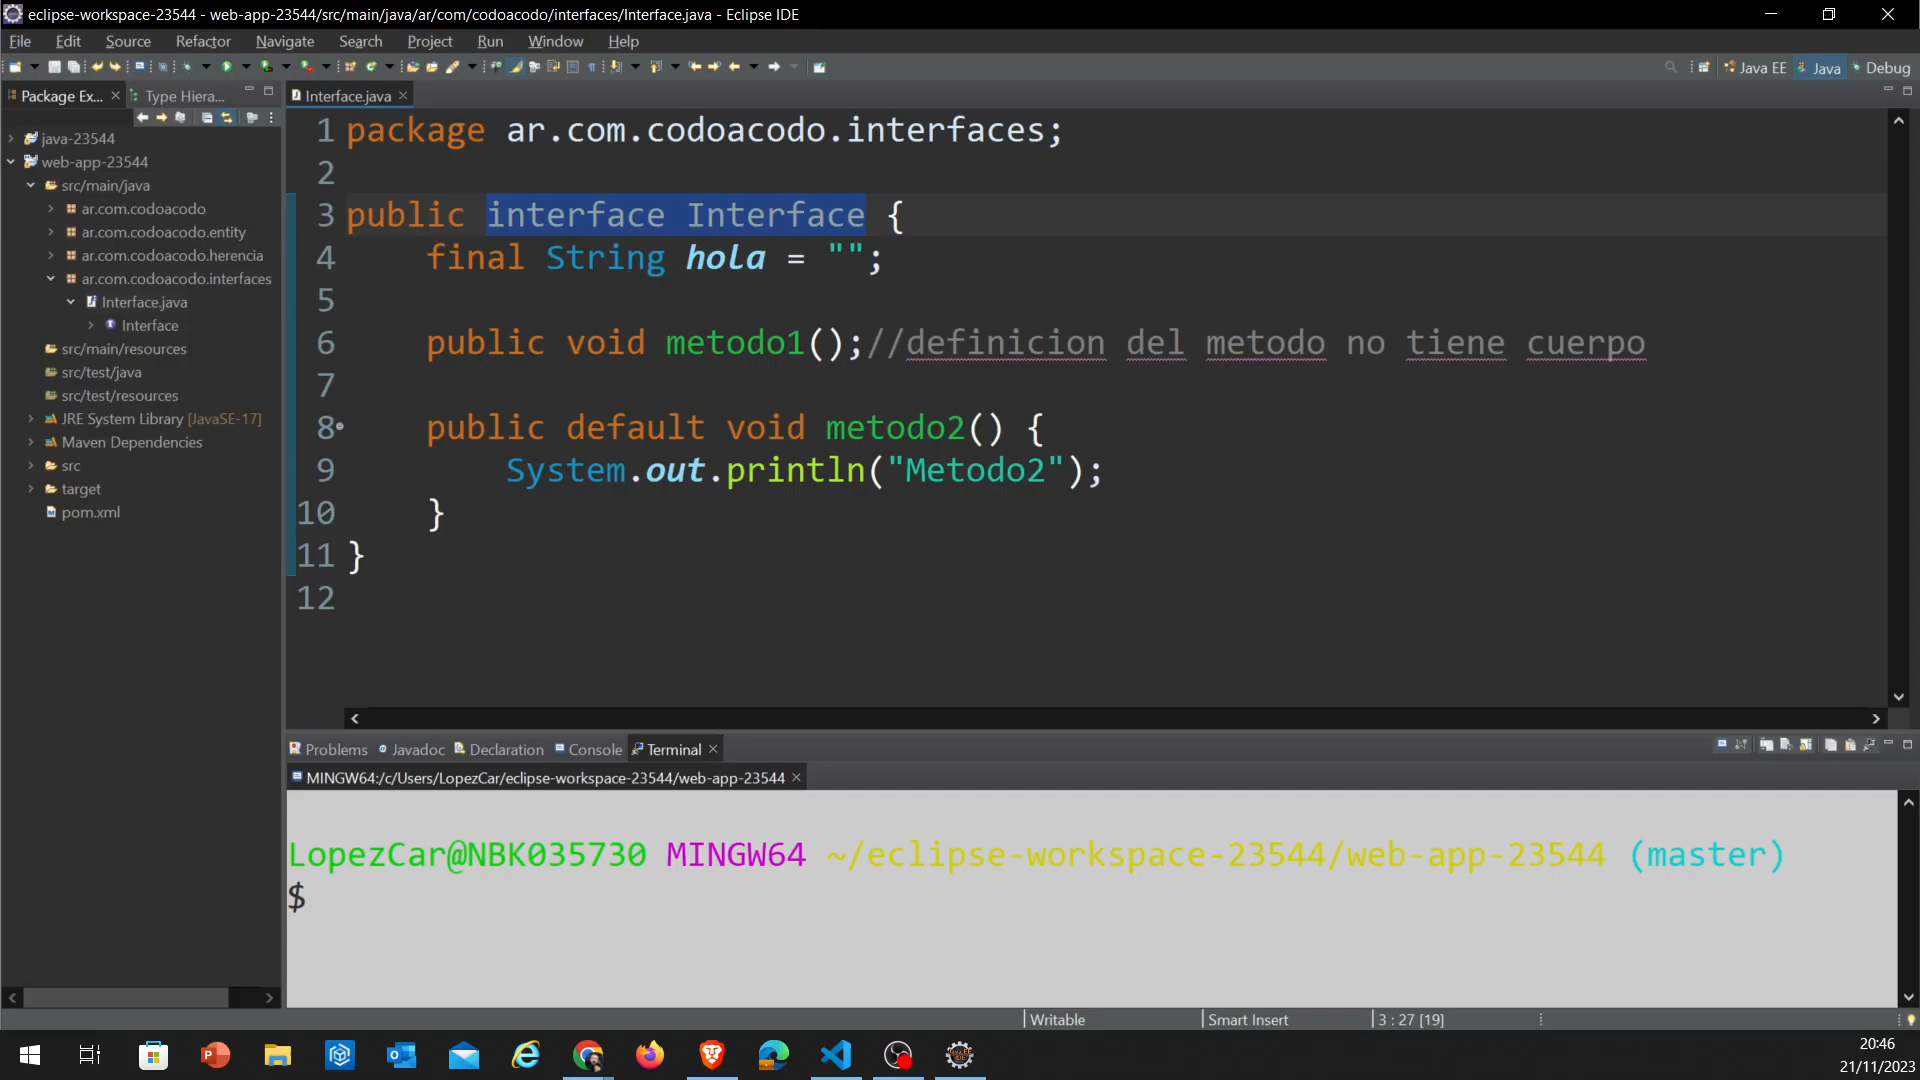 eclipse-workspace-23544 - web-app-23544/src/main/java/ar/com/codoacodo/interfaces/Interface.java - Eclipse IDE
File Edit Source Refactor Navigate Search Project Run Window Help
Java EE Java Debug
Package Ex... Type Hiera...
java-23544
web-app-23544
src/main/java
ar.com.codoacodo
ar.com.codoacodo.entity
ar.com.codoacodo.herencia
ar.com.codoacodo.interfaces
Interface.java
Interface
src/main/resources
src/test/java
src/test/resources
JRE System Library [JavaSE-17]
Maven Dependencies
src
target
pom.xml
Interface.java
1 package ar.com.codoacodo.interfaces;
2
3 public interface Interface {
4 final String hola = "";
5
6 public void metodo1();//definicion del metodo no tiene cuerpo
7
8 public default void metodo2() {
9 System.out.println("Metodo2");
10 }
11 }
12
Problems Javadoc Declaration Console Terminal
MINGW64:/c/Users/LopezCar/eclipse-workspace-23544/web-app-23544
LopezCar@NBK035730 MINGW64 ~/eclipse-workspace-23544/web-app-23544 (master)
$
Writable Smart Insert 3 : 27 [19]
20:46
21/11/2023